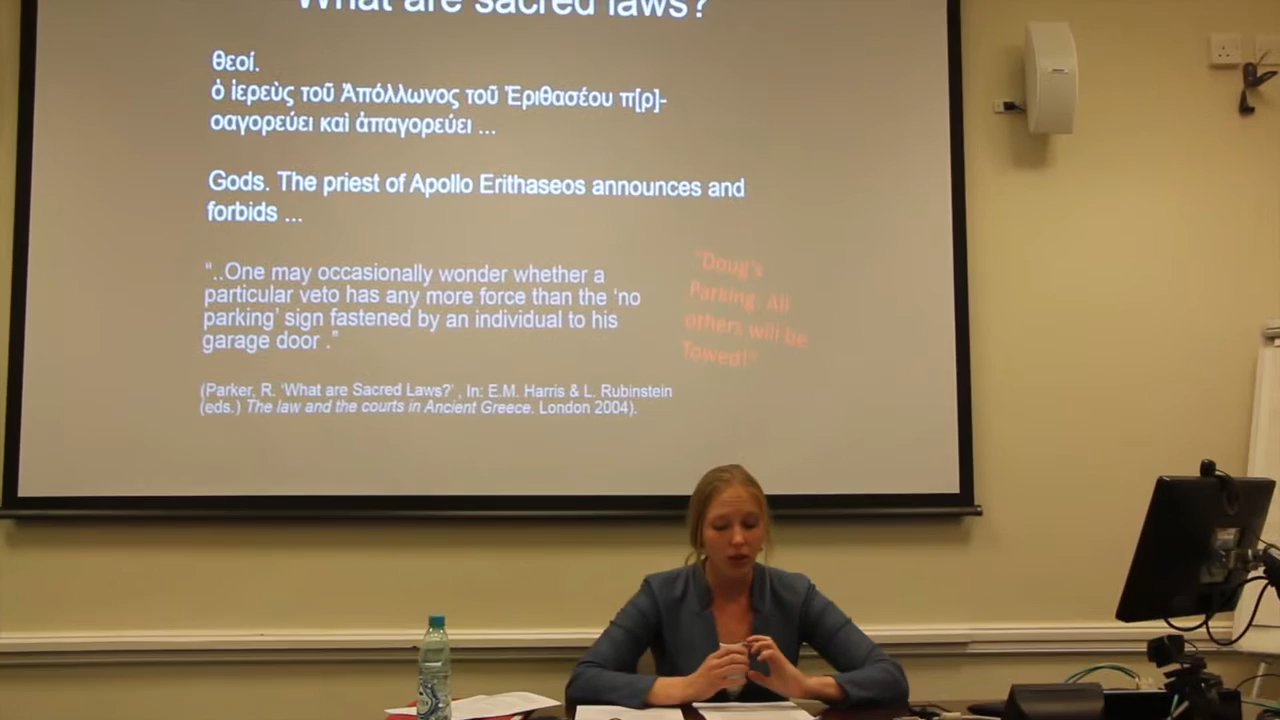 What are sacred laws?
θεοί.
ὁ ἱερεὺς τοῦ Ἀπόλλωνος τοῦ Ἐριθασέου π[ρ]-
οαγορεύει καὶ ἀπαγορεύει ...
Gods. The priest of Apollo Erithaseos announces and
forbids ...
“..One may occasionally wonder whether a
particular veto has any more force than the ‘no
parking’ sign fastened by an individual to his
garage door .”
"Doug's
Parking. All
others will be
Towed!"
(Parker, R. ‘What are Sacred Laws?’ , In: E.M. Harris & L. Rubinstein
(eds.) The law and the courts in Ancient Greece. London 2004).